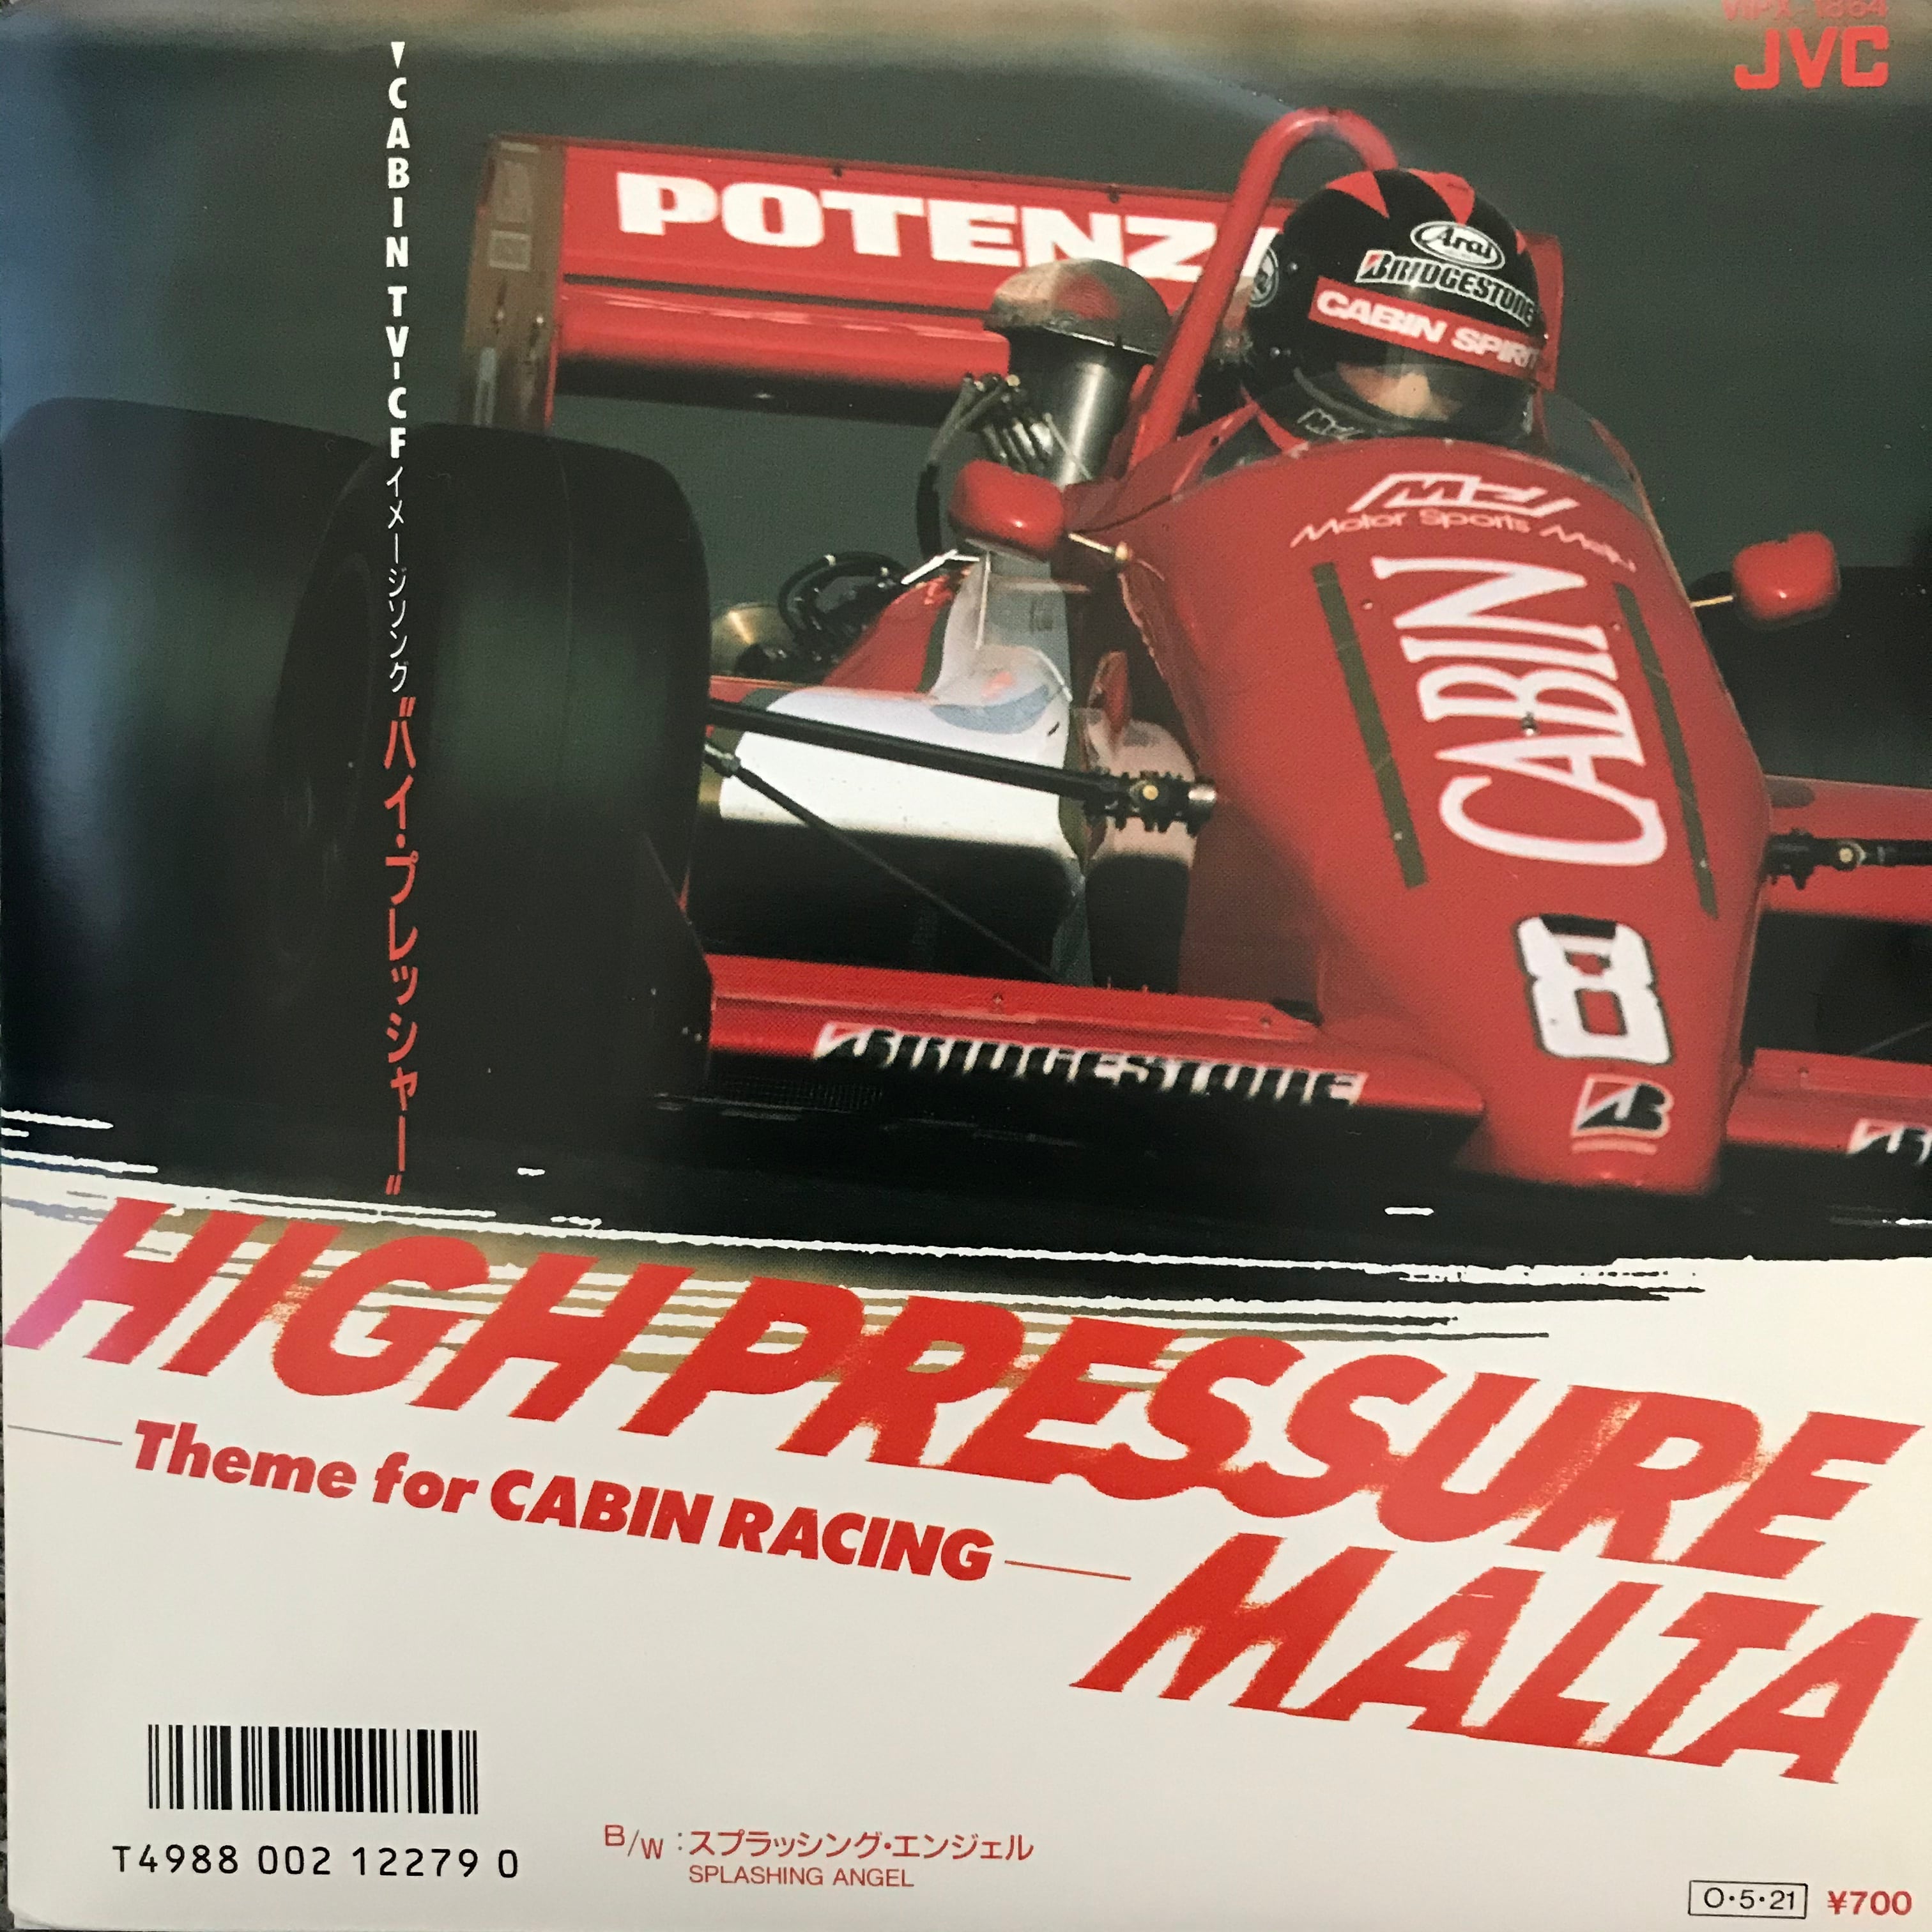 VIPX-1864
JVC
▼CABIN TV-CFイメージソング"ハイ・プレッシャー"
POTENZA
Arai
BRIDGESTONE
CABIN SPIRIT
Motor Sports
CABIN
8
B
BRIDGESTONE
HIGH PRESSURE
Theme for CABIN RACING
MALTA
T4988 002 12279 0
B/W:スプラッシング・エンジェル
SPLASHING ANGEL
O・5・21 ¥700